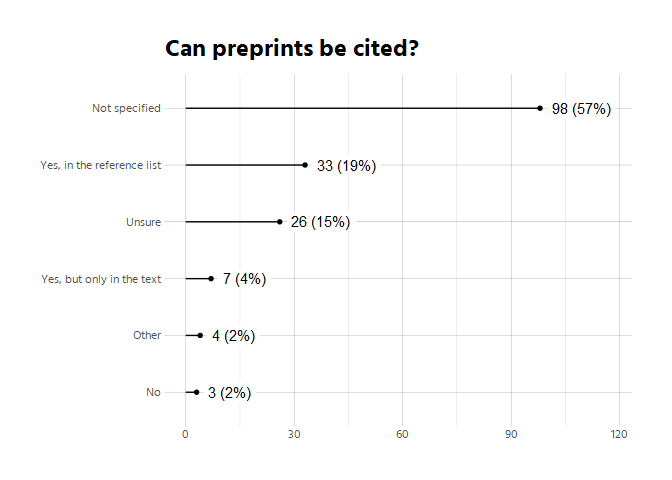 Can preprints be cited?
Not specified 98 (57%)
Yes, in the reference list 33 (19%)
Unsure 26 (15%)
Yes, but only in the text 7 (4%)
Other 4 (2%)
No 3 (2%)
0 30 60 90 120